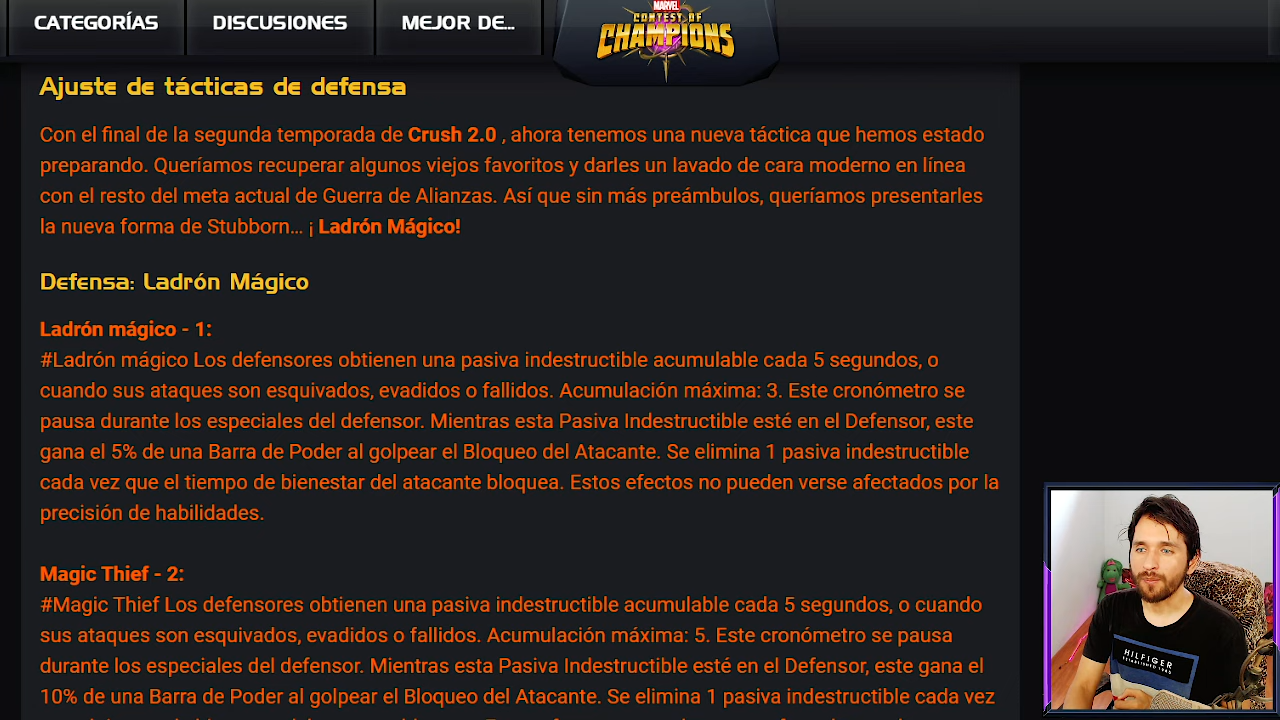 CATEGORÍAS
DISCUSIONES
MEJOR DE...
MARVEL
CONTEST OF
CHAMPIONS
Ajuste de tácticas de defensa
Con el final de la segunda temporada de Crush 2.0 , ahora tenemos una nueva táctica que hemos estado
preparando. Queríamos recuperar algunos viejos favoritos y darles un lavado de cara moderno en línea
con el resto del meta actual de Guerra de Alianzas. Así que sin más preámbulos, queríamos presentarles
la nueva forma de Stubborn... ¡ Ladrón Mágico!
Defensa: Ladrón Mágico
Ladrón mágico - 1:
#Ladrón mágico Los defensores obtienen una pasiva indestructible acumulable cada 5 segundos, o
cuando sus ataques son esquivados, evadidos o fallidos. Acumulación máxima: 3. Este cronómetro se
pausa durante los especiales del defensor. Mientras esta Pasiva Indestructible esté en el Defensor, este
gana el 5% de una Barra de Poder al golpear el Bloqueo del Atacante. Se elimina 1 pasiva indestructible
cada vez que el tiempo de bienestar del atacante bloquea. Estos efectos no pueden verse afectados por la
precisión de habilidades.
Magic Thief - 2:
#Magic Thief Los defensores obtienen una pasiva indestructible acumulable cada 5 segundos, o cuando
sus ataques son esquivados, evadidos o fallidos. Acumulación máxima: 5. Este cronómetro se pausa
durante los especiales del defensor. Mientras esta Pasiva Indestructible esté en el Defensor, este gana el
10% de una Barra de Poder al golpear el Bloqueo del Atacante. Se elimina 1 pasiva indestructible cada vez
HILFIGER